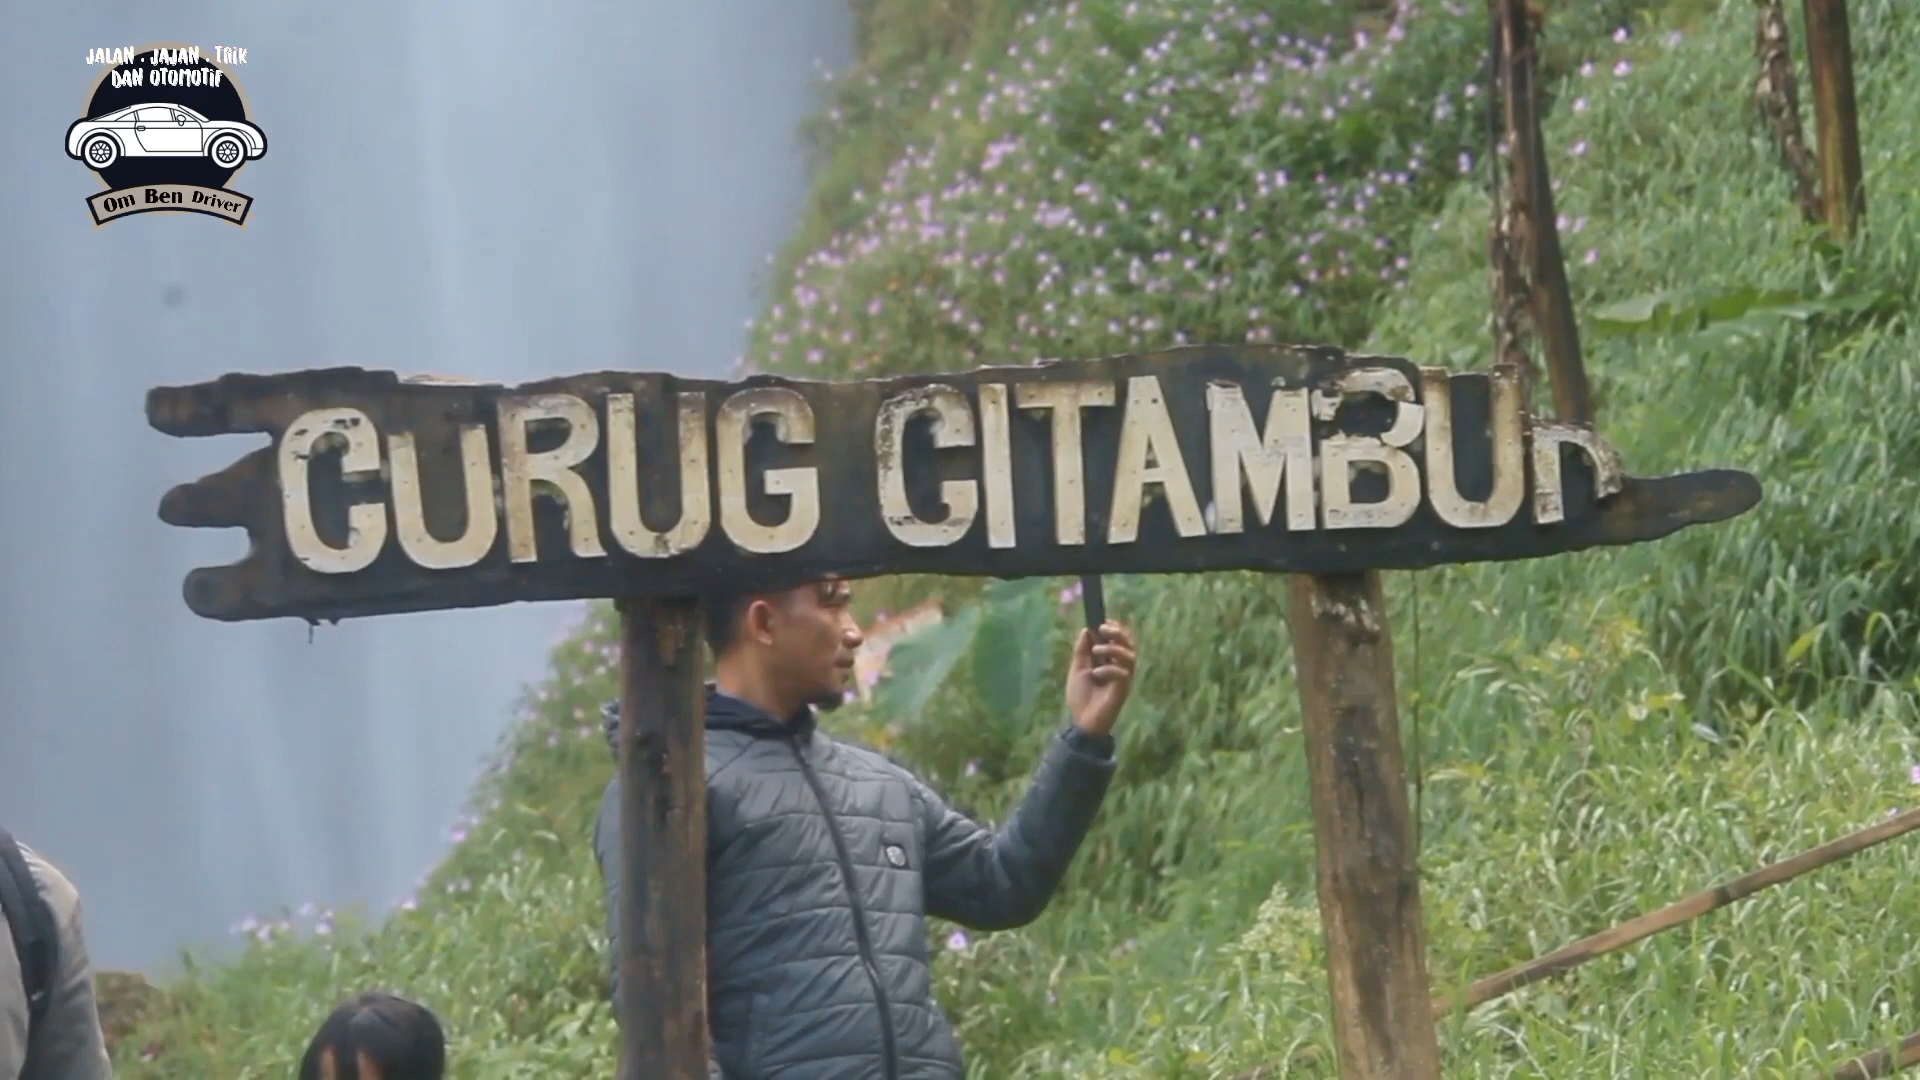 JALAN . JAJAN . TRIK
DAN OTOMOTIF
Om Ben Driver
CURUG CITAMBUR